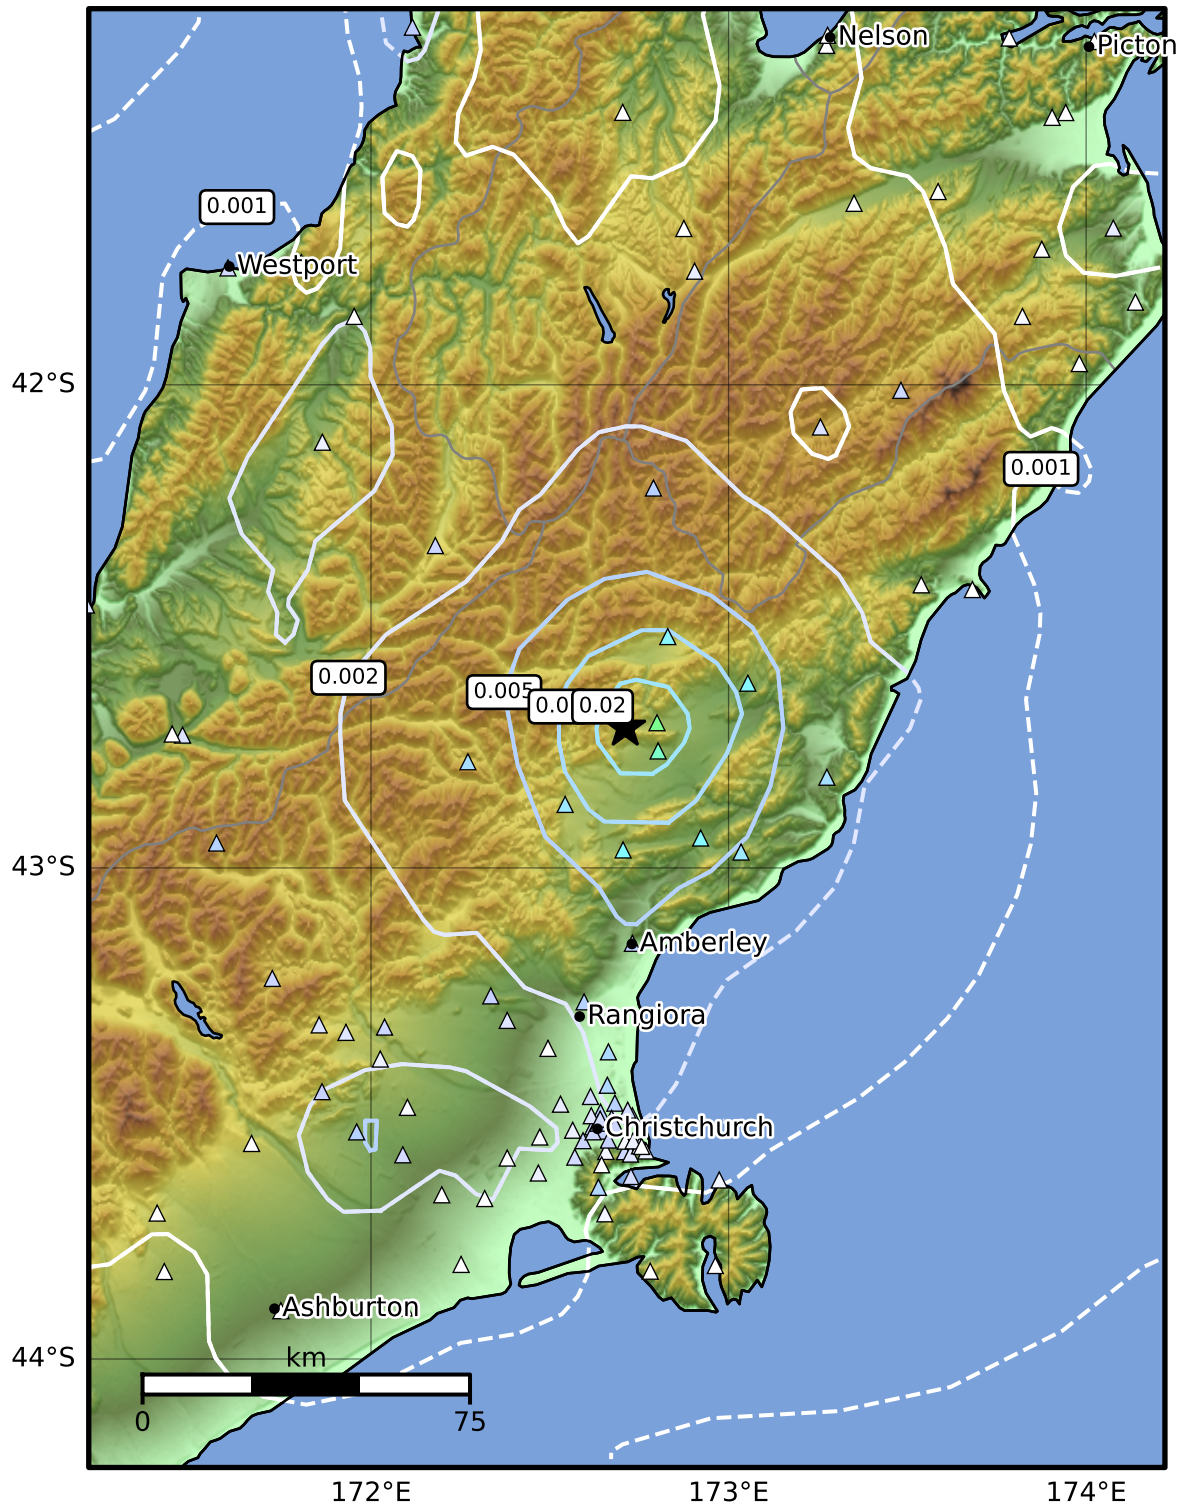 Nelson
Picton
0.001
Westport
42°S
0.001
0.002
0.005
0.02
43°S
Amberley
Rangiora
Christchurch
Ashburton
44°S
km
0
75
172°E
173°E
174°E